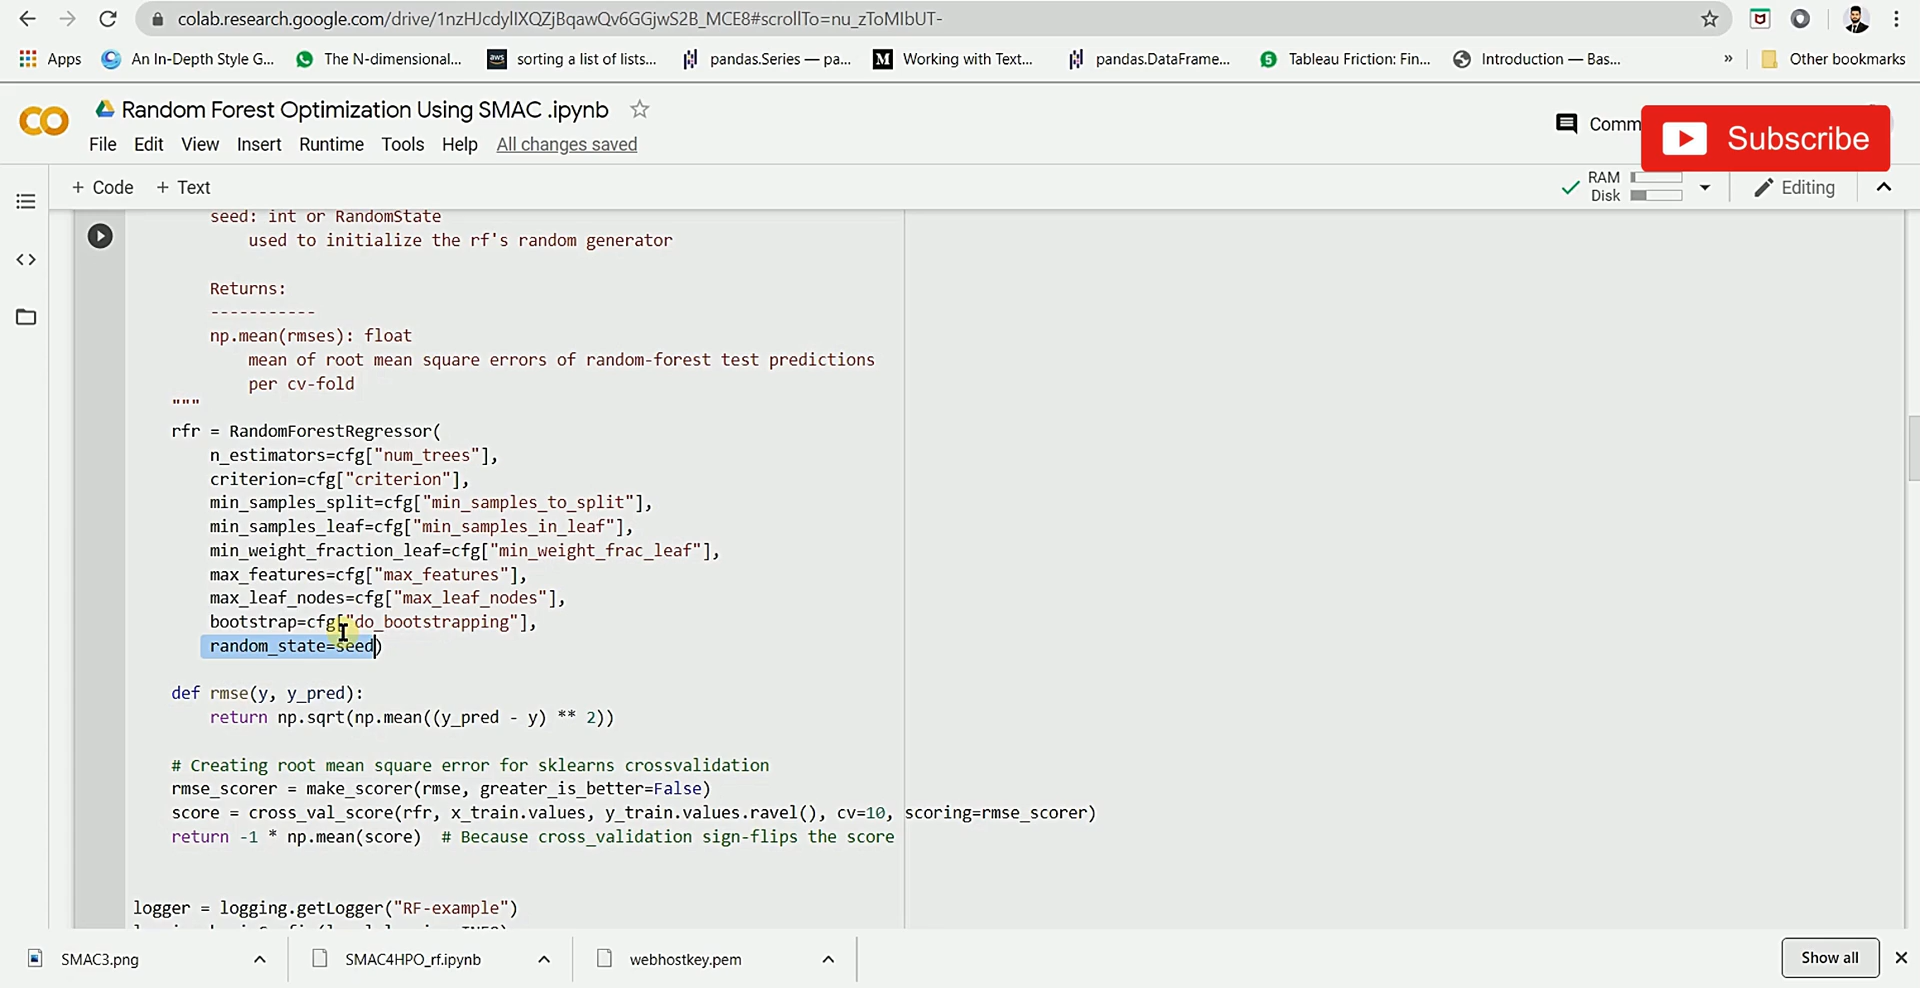 colab.research.google.com/drive/1nzHJcdylIXQZjBqawQv6GGjwS2B_MCE8#scrollTo=nu_zToMIbUT-
Apps An In-Depth Style G... The N-dimensional... aws sorting a list of lists... pandas.Series — pa... M Working with Text... pandas.DataFrame... 5 Tableau Friction: Fin... Introduction — Bas... » Other bookmarks
CO Random Forest Optimization Using SMAC .ipynb
Comm
Subscribe
File Edit View Insert Runtime Tools Help All changes saved
+ Code + Text
RAM
Disk
Editing
seed: int or RandomState
used to initialize the rf's random generator
Returns:
-----------
np.mean(rmses): float
mean of root mean square errors of random-forest test predictions
per cv-fold
"""
rfr = RandomForestRegressor(
n_estimators=cfg["num_trees"],
criterion=cfg["criterion"],
min_samples_split=cfg["min_samples_to_split"],
min_samples_leaf=cfg["min_samples_in_leaf"],
min_weight_fraction_leaf=cfg["min_weight_frac_leaf"],
max_features=cfg["max_features"],
max_leaf_nodes=cfg["max_leaf_nodes"],
bootstrap=cfg["do_bootstrapping"],
random_state=seed)
def rmse(y, y_pred):
return np.sqrt(np.mean((y_pred - y) ** 2))
# Creating root mean square error for sklearns crossvalidation
rmse_scorer = make_scorer(rmse, greater_is_better=False)
score = cross_val_score(rfr, x_train.values, y_train.values.ravel(), cv=10, scoring=rmse_scorer)
return -1 * np.mean(score)  # Because cross_validation sign-flips the score
logger = logging.getLogger("RF-example")
SMAC3.png
SMAC4HPO_rf.ipynb
webhostkey.pem
Show all